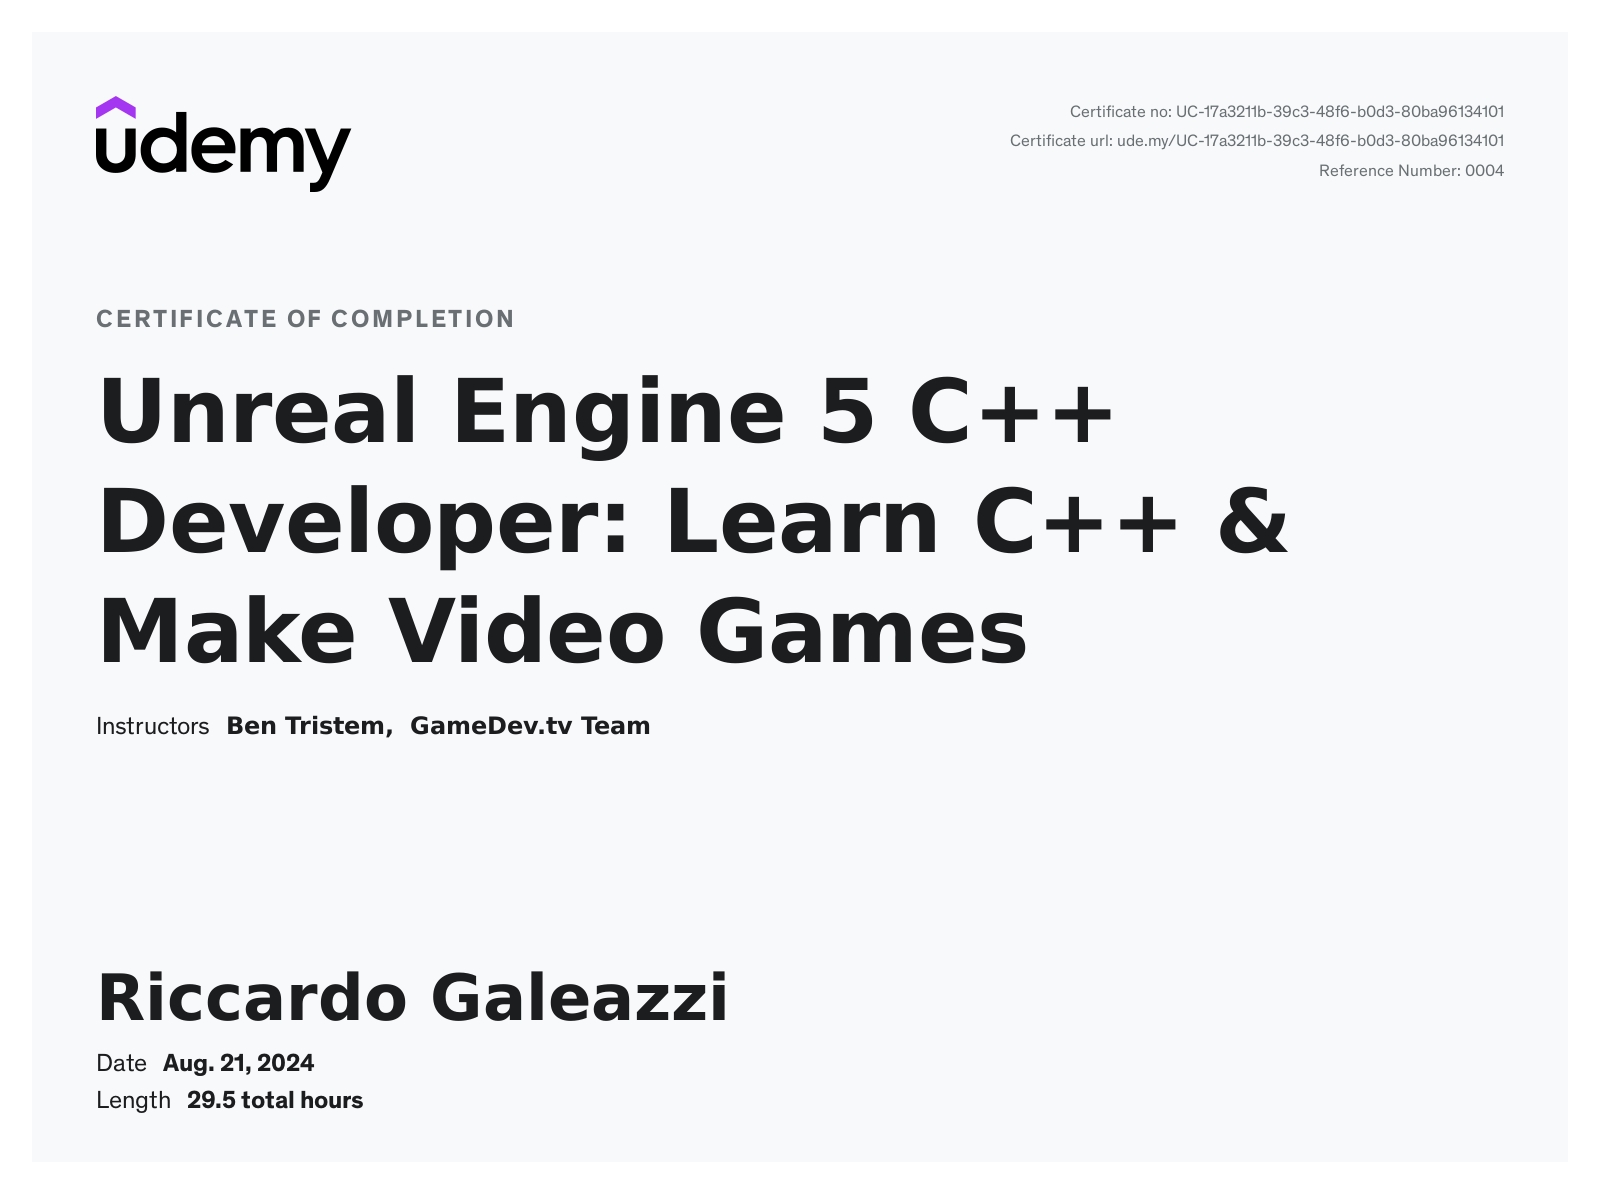 udemy
Certificate no: UC-17a3211b-39c3-48f6-b0d3-80ba96134101
Certificate url: ude.my/UC-17a3211b-39c3-48f6-b0d3-80ba96134101
Reference Number: 0004
CERTIFICATE OF COMPLETION
Unreal Engine 5 C++
Developer: Learn C++ &
Make Video Games
Instructors Ben Tristem, GameDev.tv Team
Riccardo Galeazzi
Date Aug. 21, 2024
Length 29.5 total hours